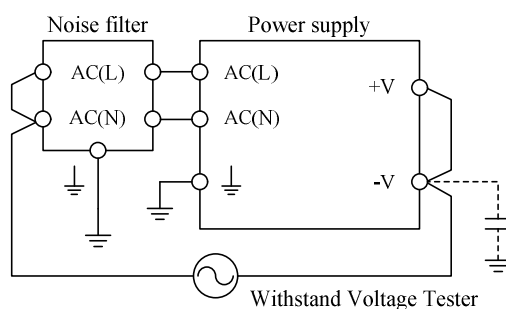 Noise filter
Power supply
AC(L)
AC(L)
+V
AC(N)
AC(N)
-V
Withstand Voltage Tester